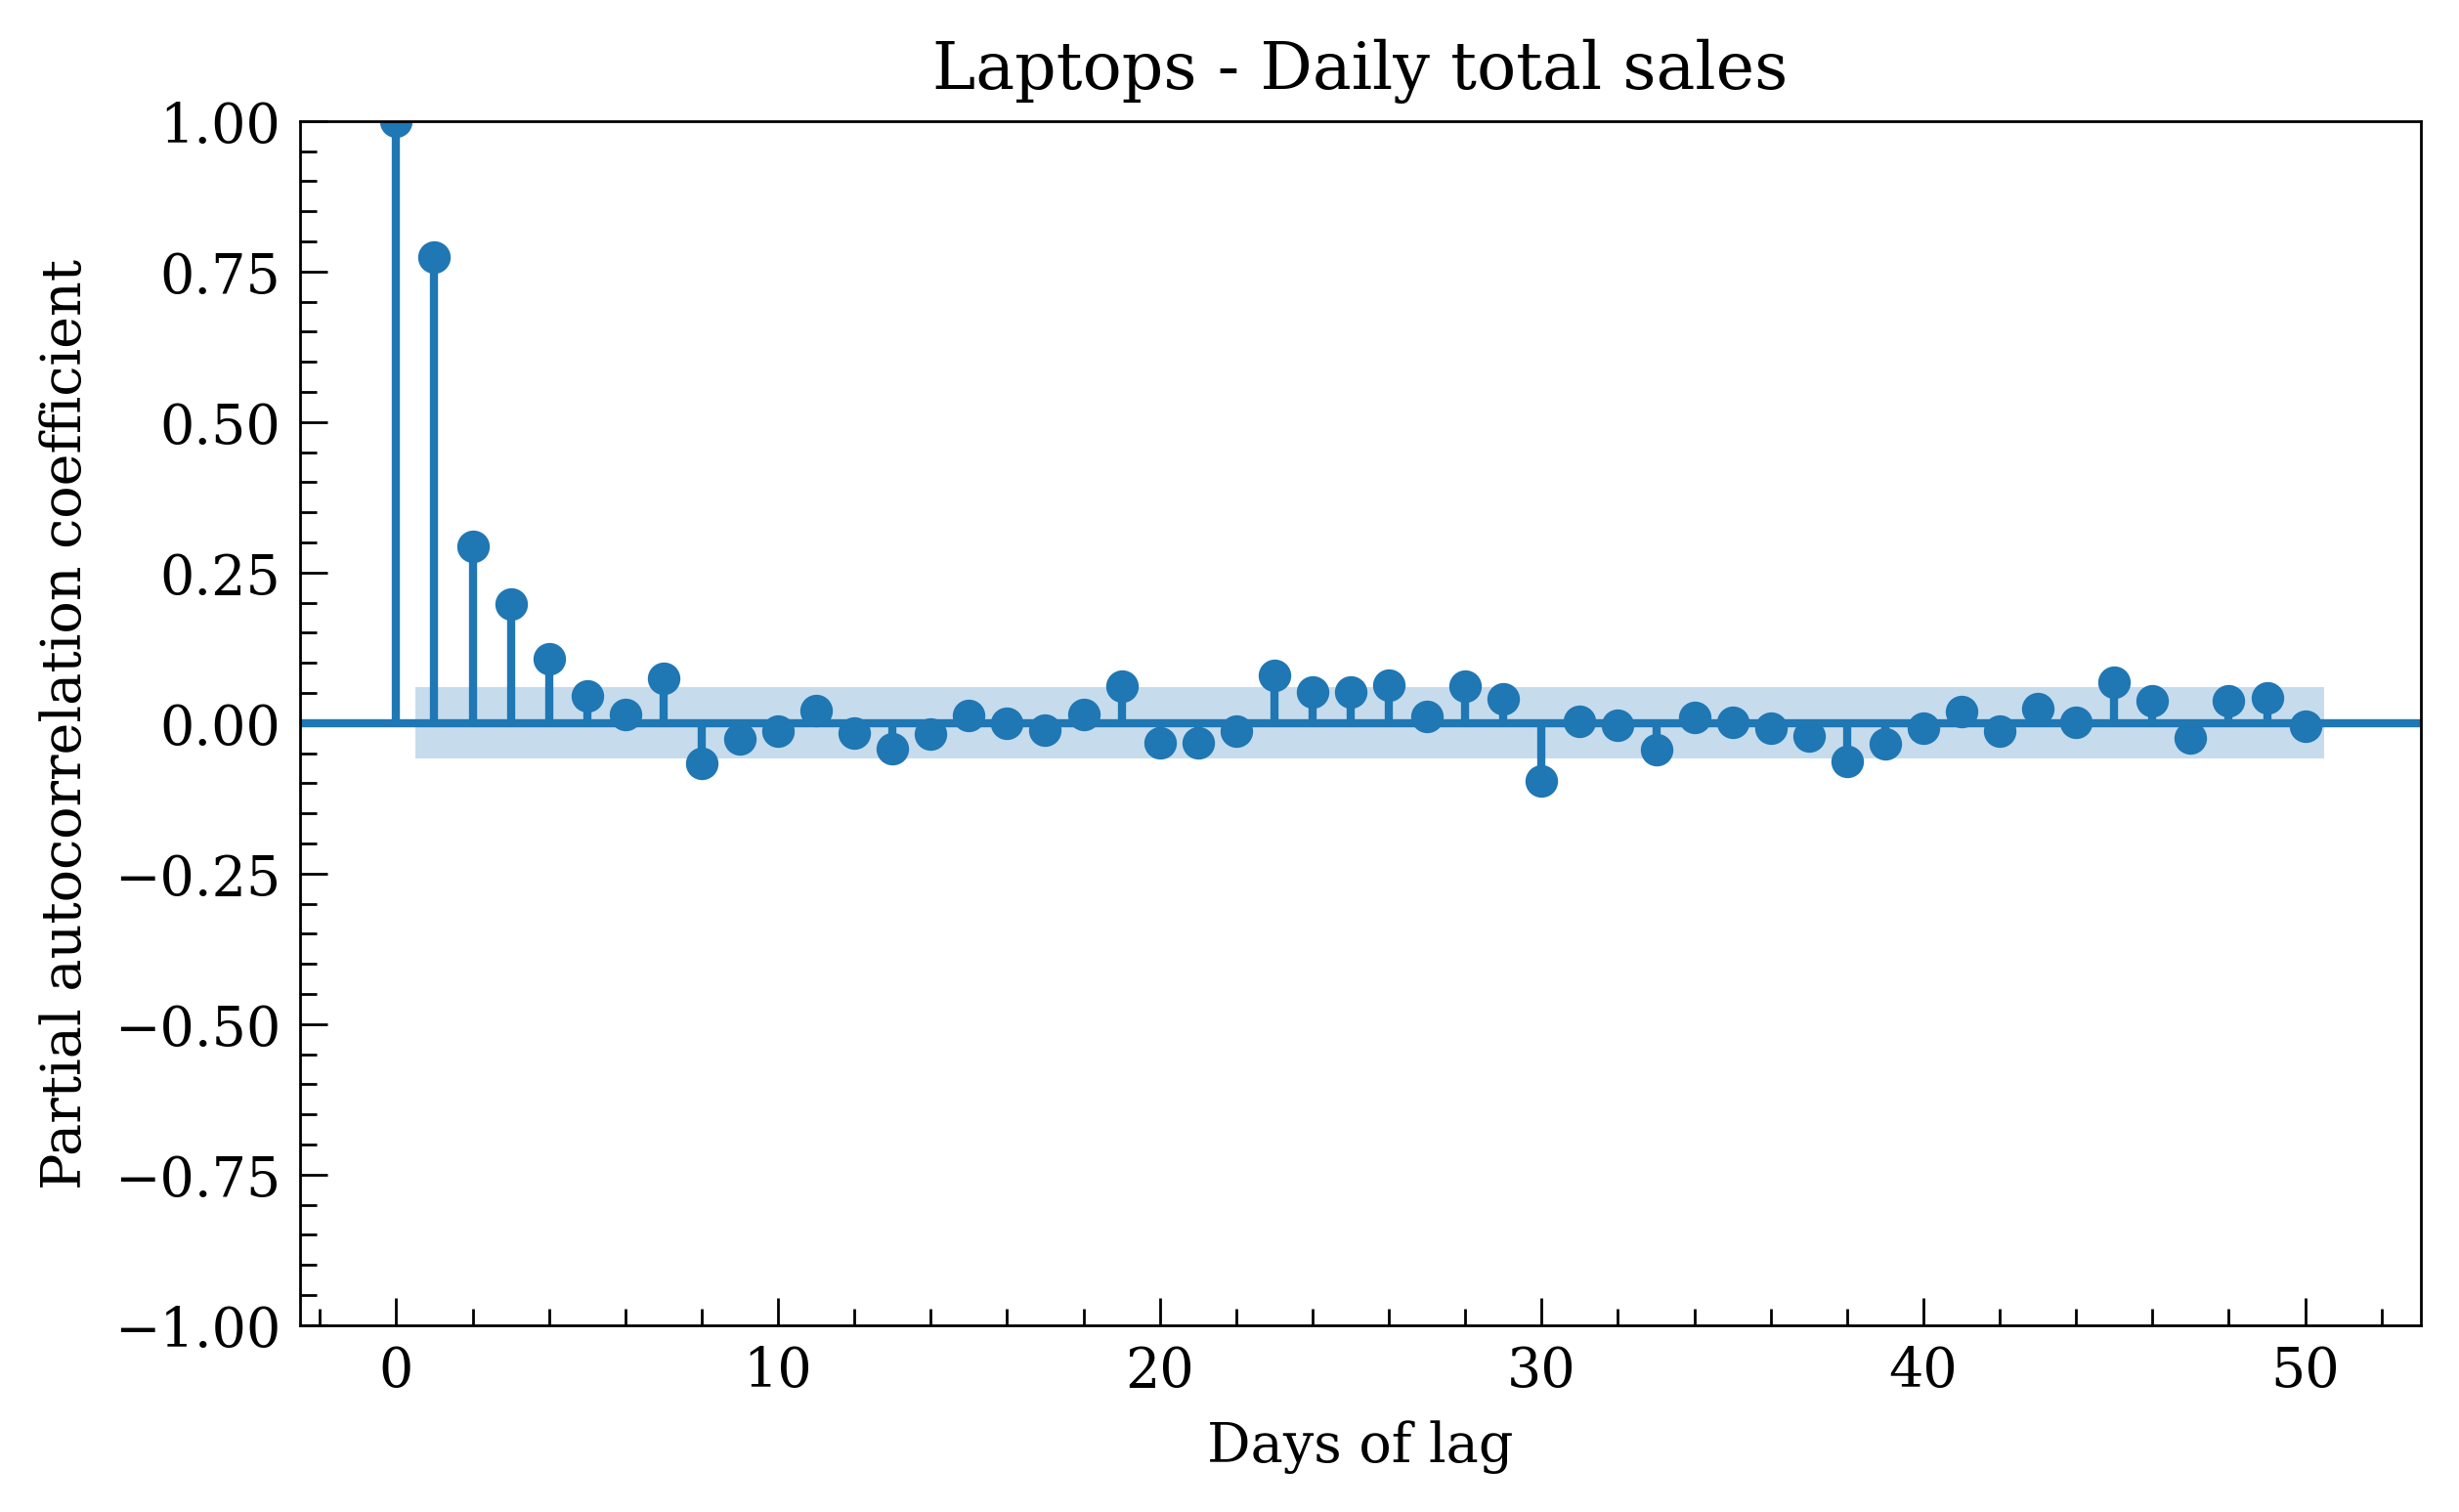 Laptops - Daily total sales
Partial autocorrelation coefficient
1.00
0.75
0.50
0.25
0.00
−0.25
−0.50
−0.75
−1.00
0 10 20 30 40 50
Days of lag